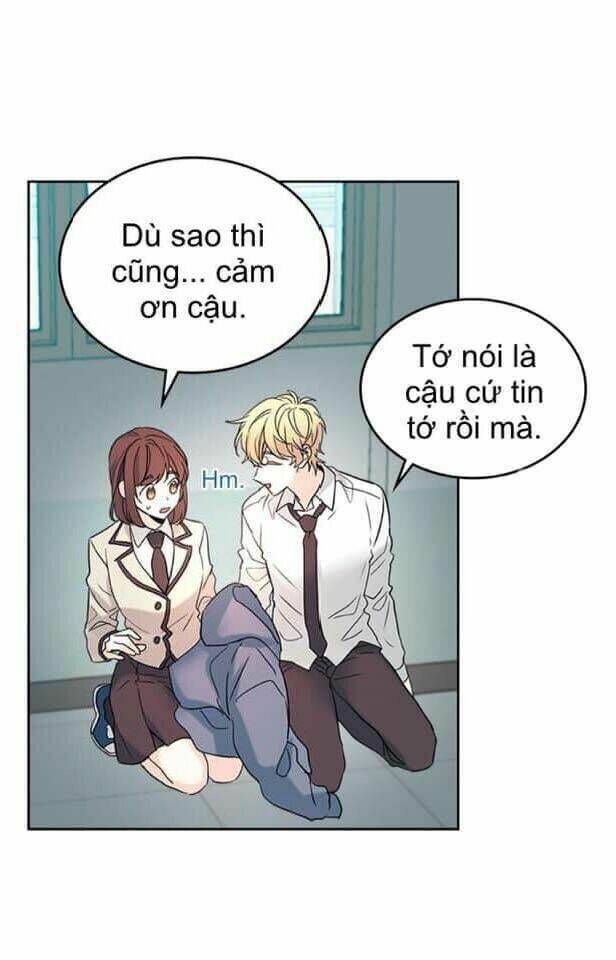 Dù sao thì
cũng... cảm
ơn cậu.
Tớ nói là
cậu cứ tin
tớ rồi mà.
Hm.